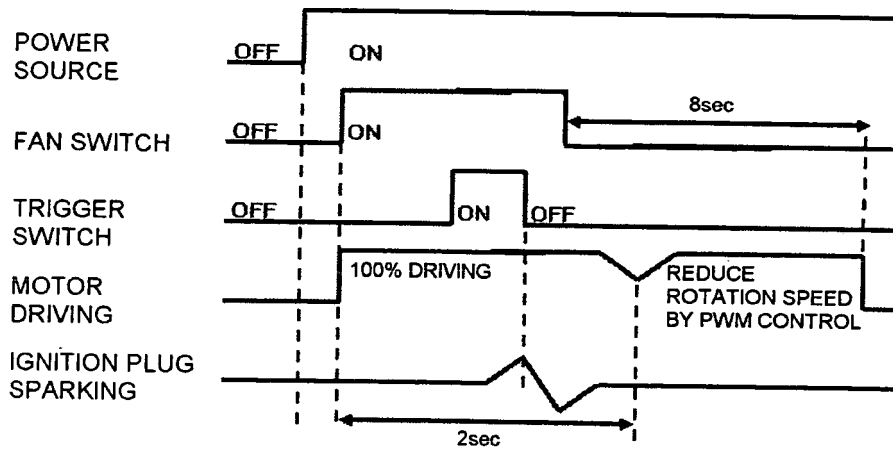 POWER
SOURCE
OFF
ON
FAN SWITCH
OFF
ON
8sec
TRIGGER
SWITCH
OFF
ON
OFF
MOTOR
DRIVING
100% DRIVING
REDUCE
ROTATION SPEED
BY PWM CONTROL
IGNITION PLUG
SPARKING
2sec